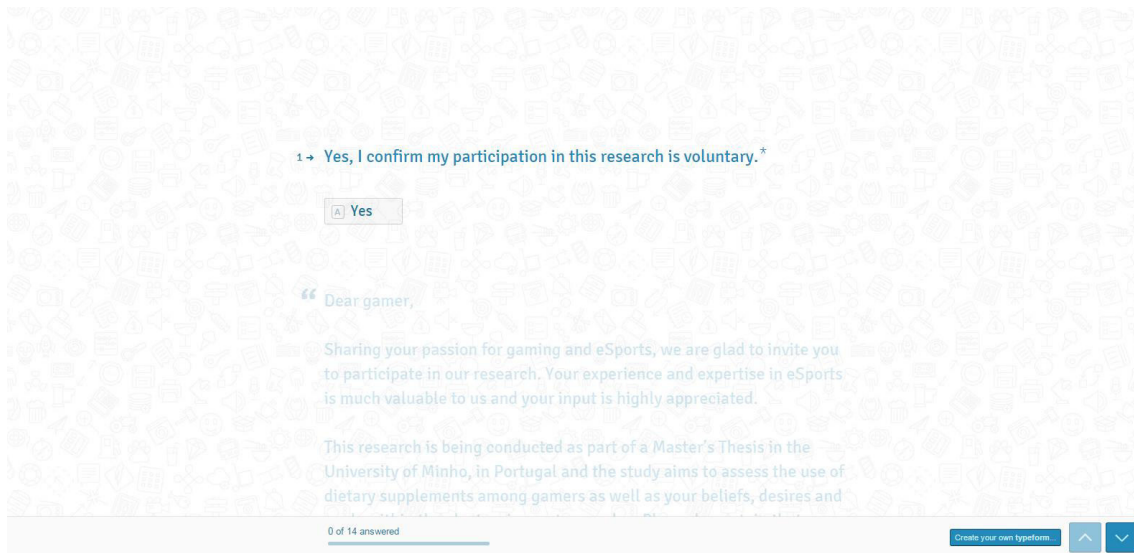 1 → Yes, I confirm my participation in this research is voluntary.*
A Yes
“ Dear gamer,
Sharing your passion for gaming and eSports, we are glad to invite you
to participate in our research. Your experience and expertise in eSports
is much valuable to us and your input is highly appreciated.
This research is being conducted as part of a Master's Thesis in the
University of Minho, in Portugal and the study aims to assess the use of
dietary supplements among gamers as well as your beliefs, desires and
0 of 14 answered
Create your own typeform...